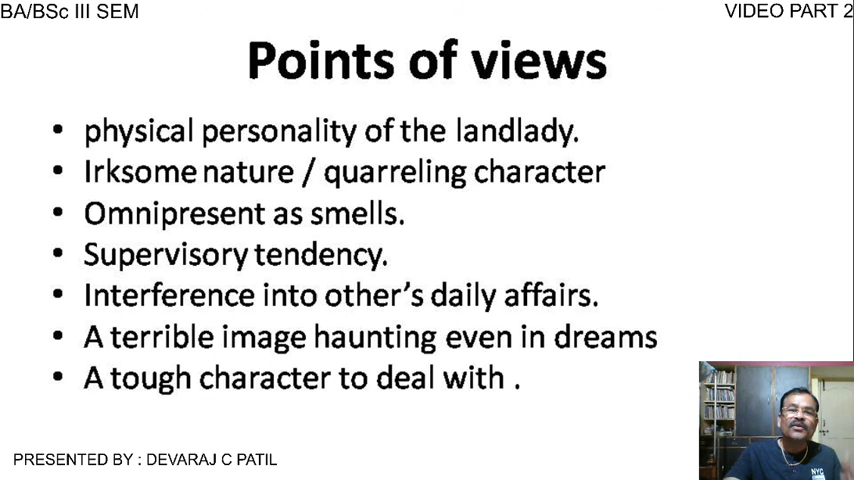 BA/BSc III SEM
VIDEO PART 2
Points of views
• physical personality of the landlady.
• Irksome nature / quarreling character
• Omnipresent as smells.
• Supervisory tendency.
• Interference into other's daily affairs.
• A terrible image haunting even in dreams
• A tough character to deal with .
NYC
PRESENTED BY : DEVARAJ C PATIL